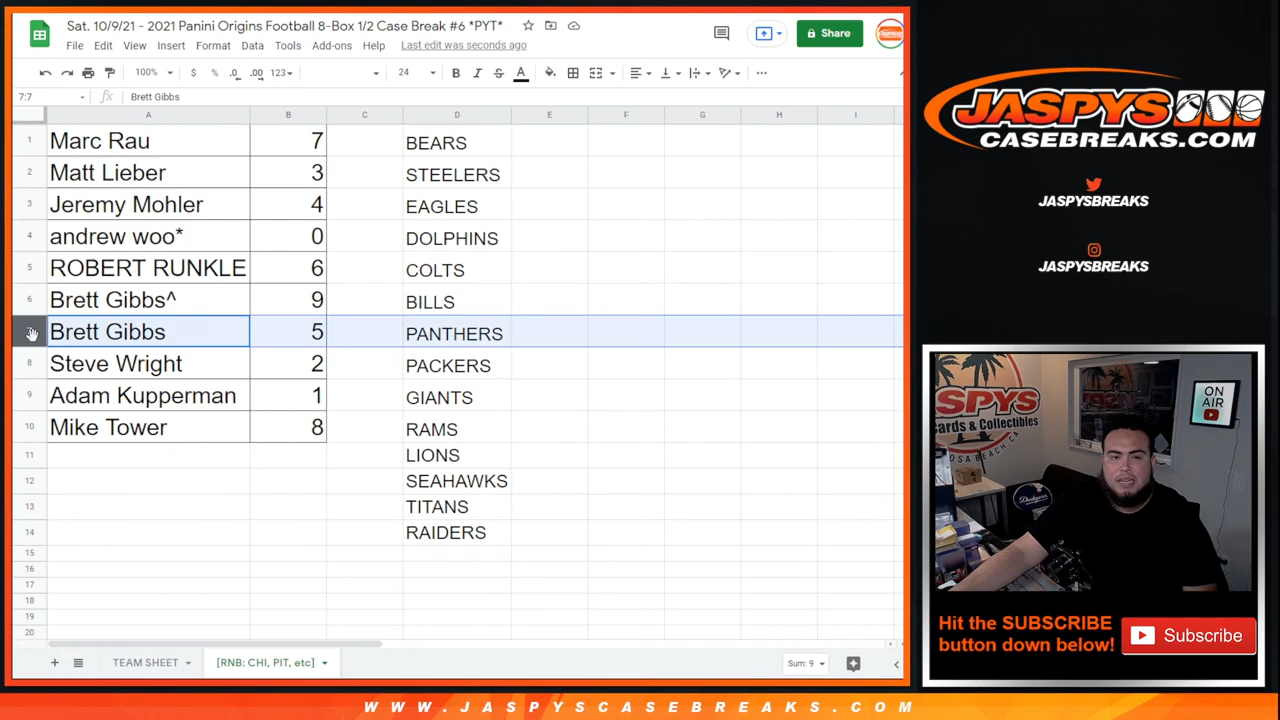 Sat. 10/9/21 - 2021 Panini Origins Football 8-Box 1/2 Case Break #6 *PYT*
File Edit View Insert Format Data Tools Add-ons Help Last edit was seconds ago
Share
100% $ % .0 .00 123 24 B I S A
7:7 fx Brett Gibbs
A B C D E F G H I
1 Marc Rau 7 BEARS
2 Matt Lieber 3 STEELERS
3 Jeremy Mohler 4 EAGLES
4 andrew woo* 0 DOLPHINS
5 ROBERT RUNKLE 6 COLTS
6 Brett Gibbs^ 9 BILLS
Brett Gibbs 5 PANTHERS
8 Steve Wright 2 PACKERS
9 Adam Kupperman 1 GIANTS
10 Mike Tower 8 RAMS
11 LIONS
12 SEAHAWKS
13 TITANS
14 RAIDERS
15
16
17
18
19
20
TEAM SHEET [RNB: CHI, PIT, etc] Sum: 9
JASPYS
CASEBREAKS.COM
JASPYSBREAKS
JASPYSBREAKS
ASPYS
ards & Collectibles
OSA BEACH, CA
ON
AIR
Dodgers
Hit the SUBSCRIBE
button down below!
Subscribe
WWW.JASPYSCASEBREAKS.COM